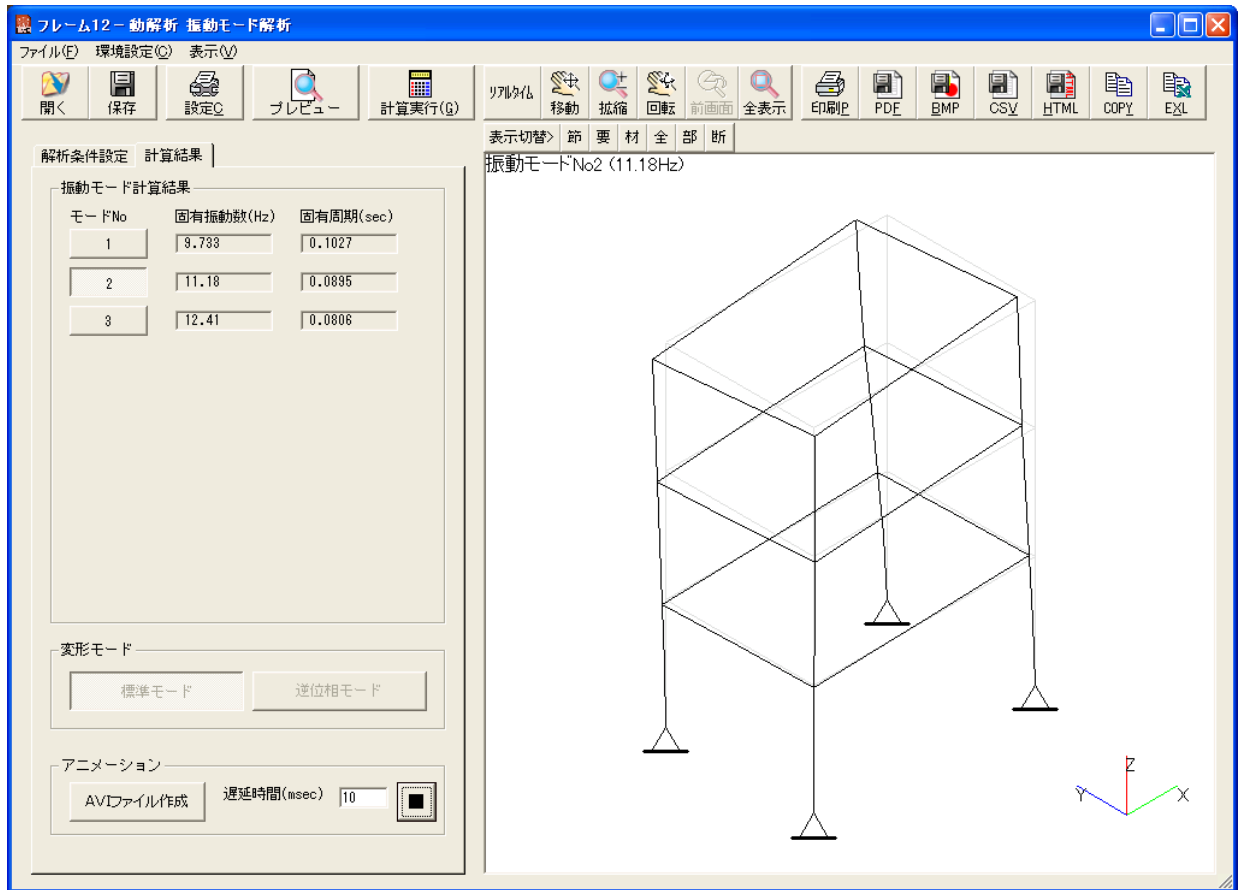 フレーム12－動解析 振動モード解析
ファイル(F) 環境設定(C) 表示(V)
開く 保存 設定C プレビュー 計算実行(G) リアルタイム 移動 拡縮 回転 前画面 全表示 印刷P PDF BMP CSV HTML COPY EXL
表示切替> 節 要 材 全 部 断
解析条件設定 計算結果
振動モードNo2 (11.18Hz)
振動モード計算結果
モードNo 固有振動数(Hz) 固有周期(sec)
1 9.733 0.1027
2 11.18 0.0895
3 12.41 0.0806
変形モード
標準モード 逆位相モード
アニメーション
AVIファイル作成 遅延時間(msec) 10
Z
Y X